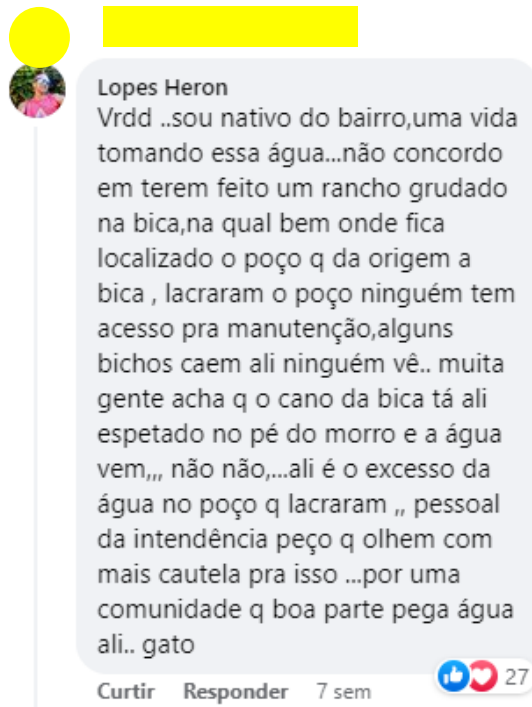 Lopes Heron
Vrdd ..sou nativo do bairro,uma vida
tomando essa água...não concordo
em terem feito um rancho grudado
na bica,na qual bem onde fica
localizado o poço q da origem a
bica , lacraram o poço ninguém tem
acesso pra manutenção,alguns
bichos caem ali ninguém vê.. muita
gente acha q o cano da bica tá ali
espetado no pé do morro e a água
vem,,, não não,...ali é o excesso da
água no poço q lacraram ,, pessoal
da intendência peço q olhem com
mais cautela pra isso ...por uma
comunidade q boa parte pega água
ali.. gato
27
Curtir Responder 7 sem